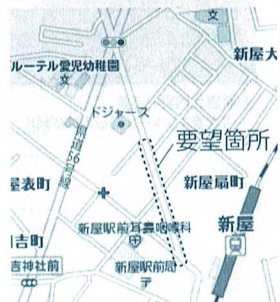 文
新屋大
ルーテル愛児幼稚園
文
ドジャース
県道56号線
要望箇所
屋表町
新屋扇町
新屋駅前耳鼻咽喉科
新屋
吉町
吉神社前
新屋駅前局